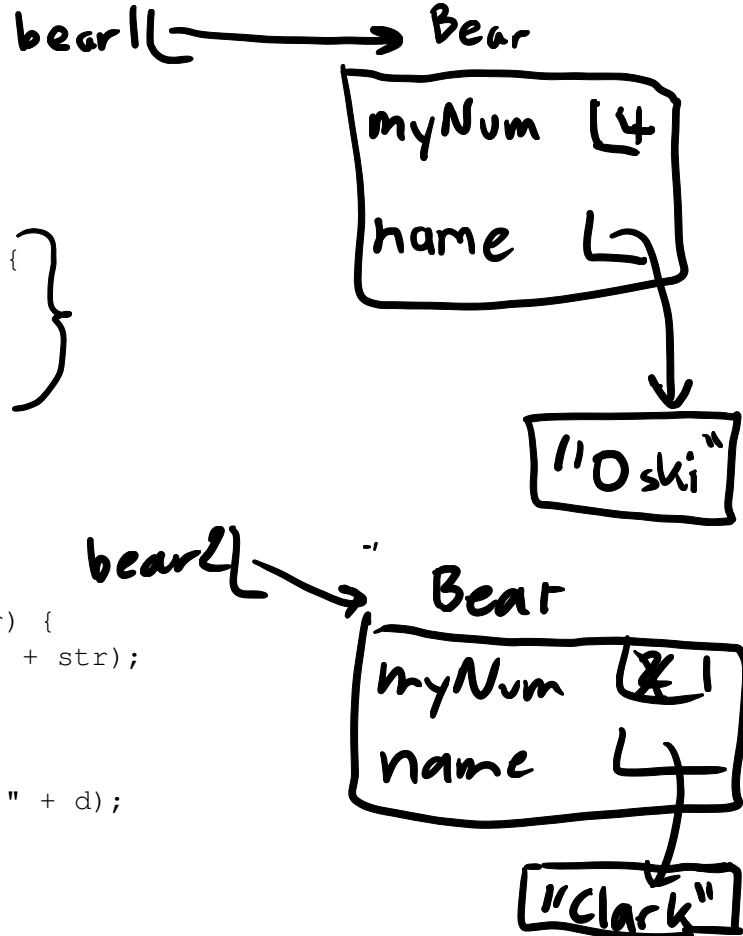 bear1 Bear
myNum 4
{
name
"Oski"
bear2 Bear
) {
+ str);
myNum 1
name
" + d);
"Clark"